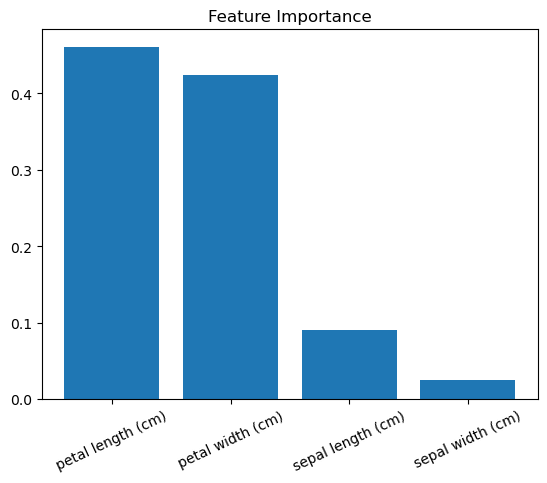 Feature Importance
0.4
0.3
0.2
0.1
0.0
petal length (cm)
petal width (cm)
sepal length (cm)
sepal width (cm)